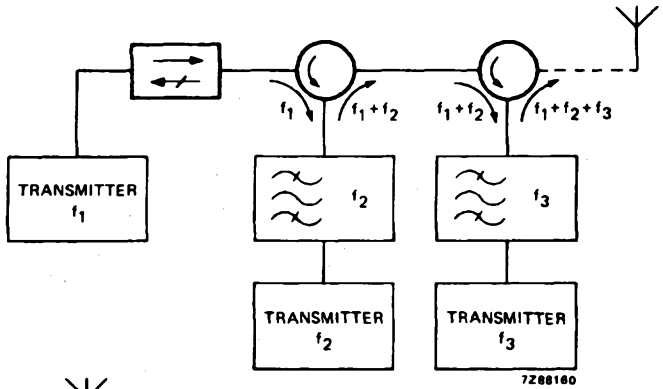 f₁
f₁+f₂
f₁+f₂
f₁+f₂+f₃
TRANSMITTER
f₁
f₂
f₃
TRANSMITTER
f₂
TRANSMITTER
f₃
7Z88160